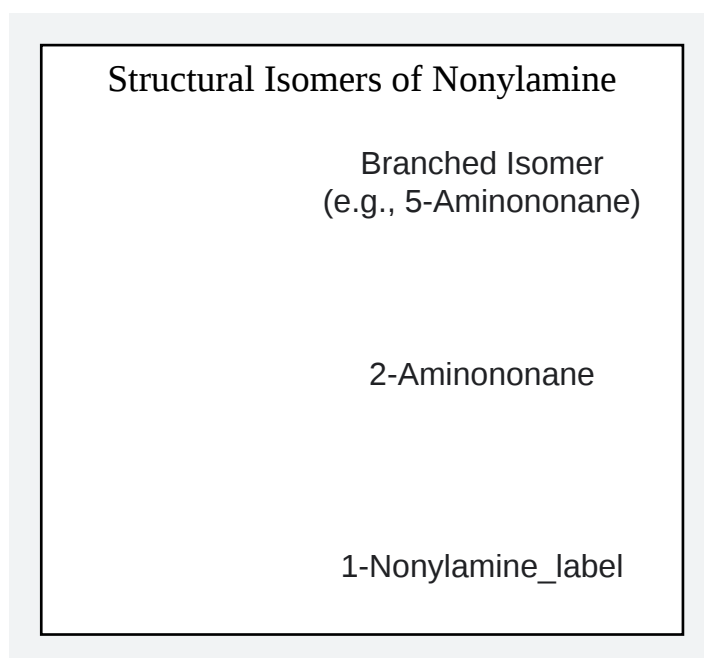 Structural Isomers of Nonylamine
Branched Isomer
(e.g., 5-Aminononane)
2-Aminononane
1-Nonylamine_label